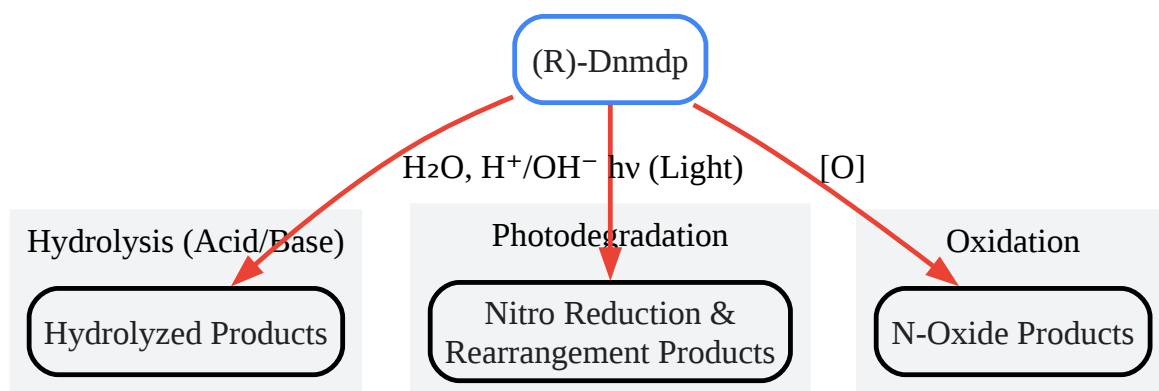 (R)-Dnmdp
H₂O, H⁺/OH⁻ hν (Light) [O]
Hydrolysis (Acid/Base)
Photodegradation
Oxidation
Hydrolyzed Products
Nitro Reduction &
Rearrangement Products
N-Oxide Products